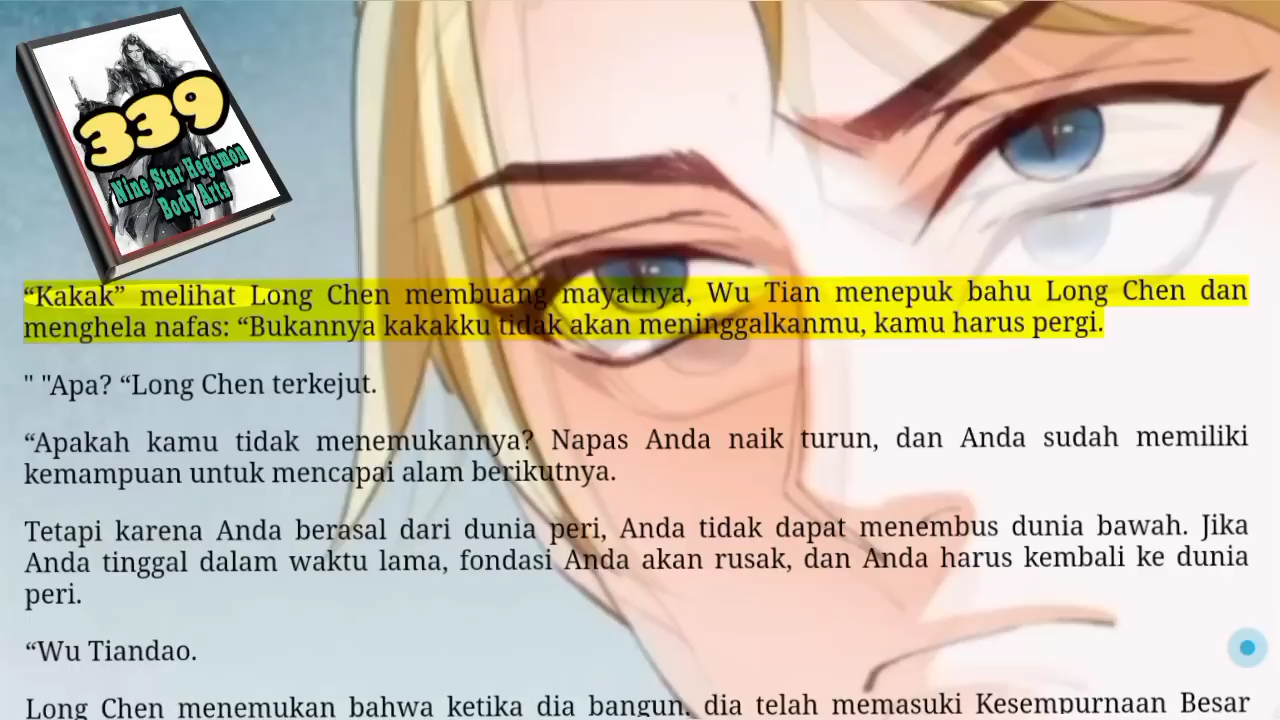 339
Nine Star Hegemon
Body Arts
“Kakak” melihat Long Chen membuang mayatnya, Wu Tian menepuk bahu Long Chen dan
menghela nafas: “Bukannya kakakku tidak akan meninggalkanmu, kamu harus pergi.
" "Apa? “Long Chen terkejut.
“Apakah kamu tidak menemukannya? Napas Anda naik turun, dan Anda sudah memiliki
kemampuan untuk mencapai alam berikutnya.
Tetapi karena Anda berasal dari dunia peri, Anda tidak dapat menembus dunia bawah. Jika
Anda tinggal dalam waktu lama, fondasi Anda akan rusak, dan Anda harus kembali ke dunia
peri.
“Wu Tiandao.
Long Chen menemukan bahwa ketika dia bangun, dia telah memasuki Kesempurnaan Besar